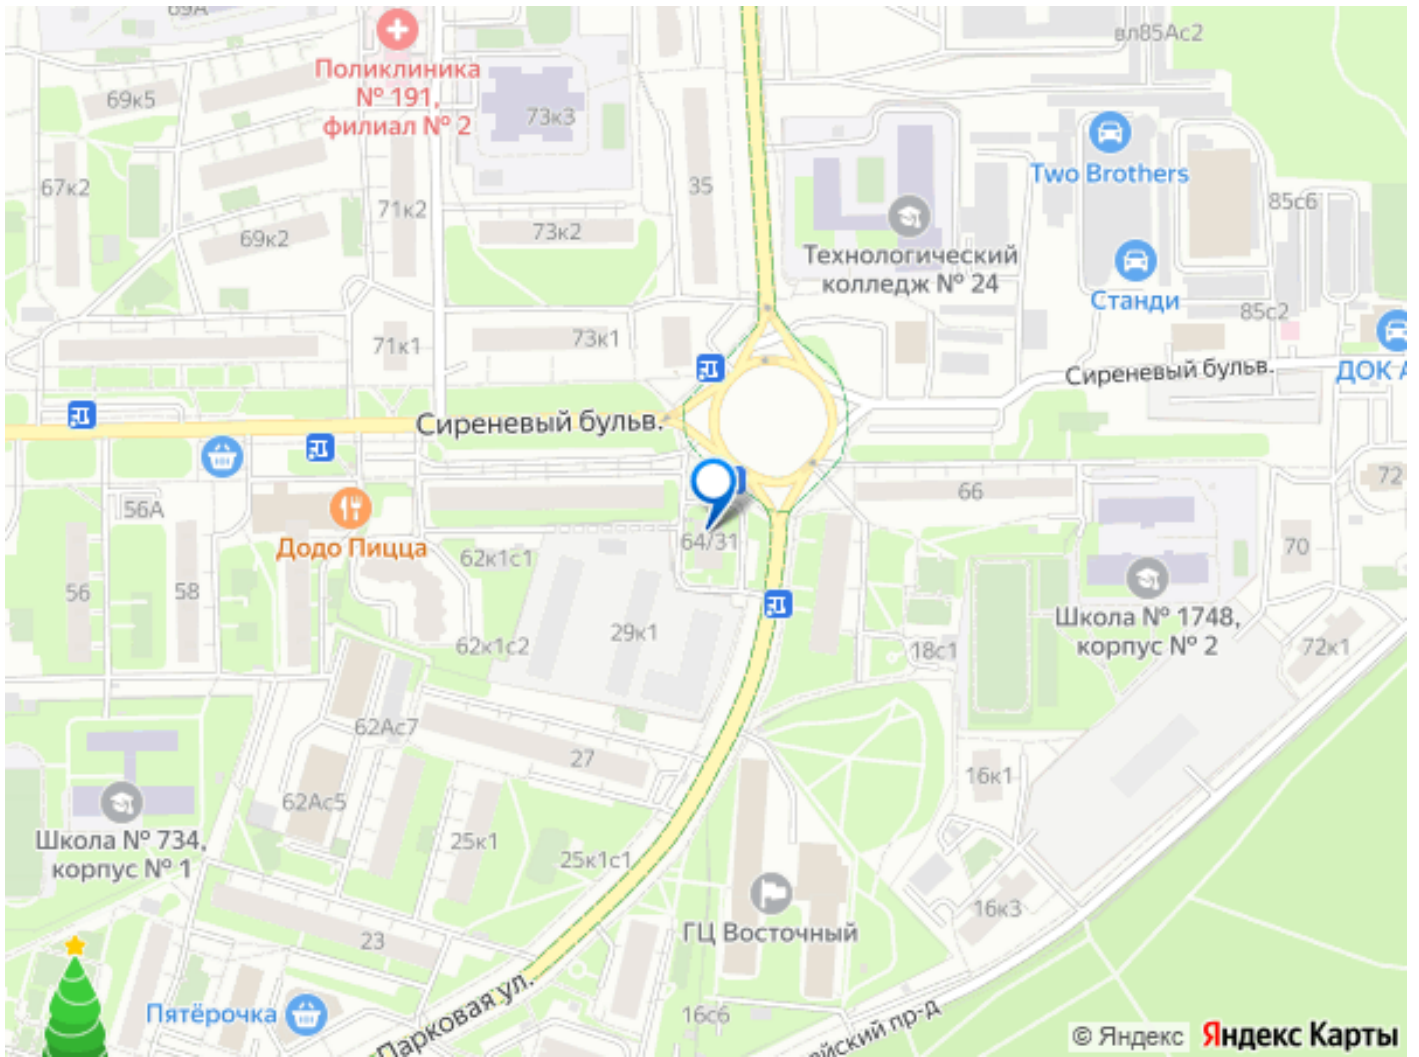 69А
вл85Ас2
Поликлиника
№ 191,
филиал № 2
69к5
73к3
Two Brothers
67к2
35
85с6
71к2
69к2
73к2
Технологический
колледж № 24
Станди
85с2
71к1
73к1
Сиреневый бульв.
ДОК А
Сиреневый бульв.
72
66
56А
Додо Пицца
62к1с1
64/31
70
56
58
Школа № 1748,
корпус № 2
29к1
62к1с2
18с1
72к1
62Ас7
27
16к1
62Ас5
Школа № 734,
корпус № 1
25к1
25к1с1
16к3
ГЦ Восточный
23
Парковая ул.
Пятёрочка
16с6
йский пр-д
© Яндекс Яндекс Карты